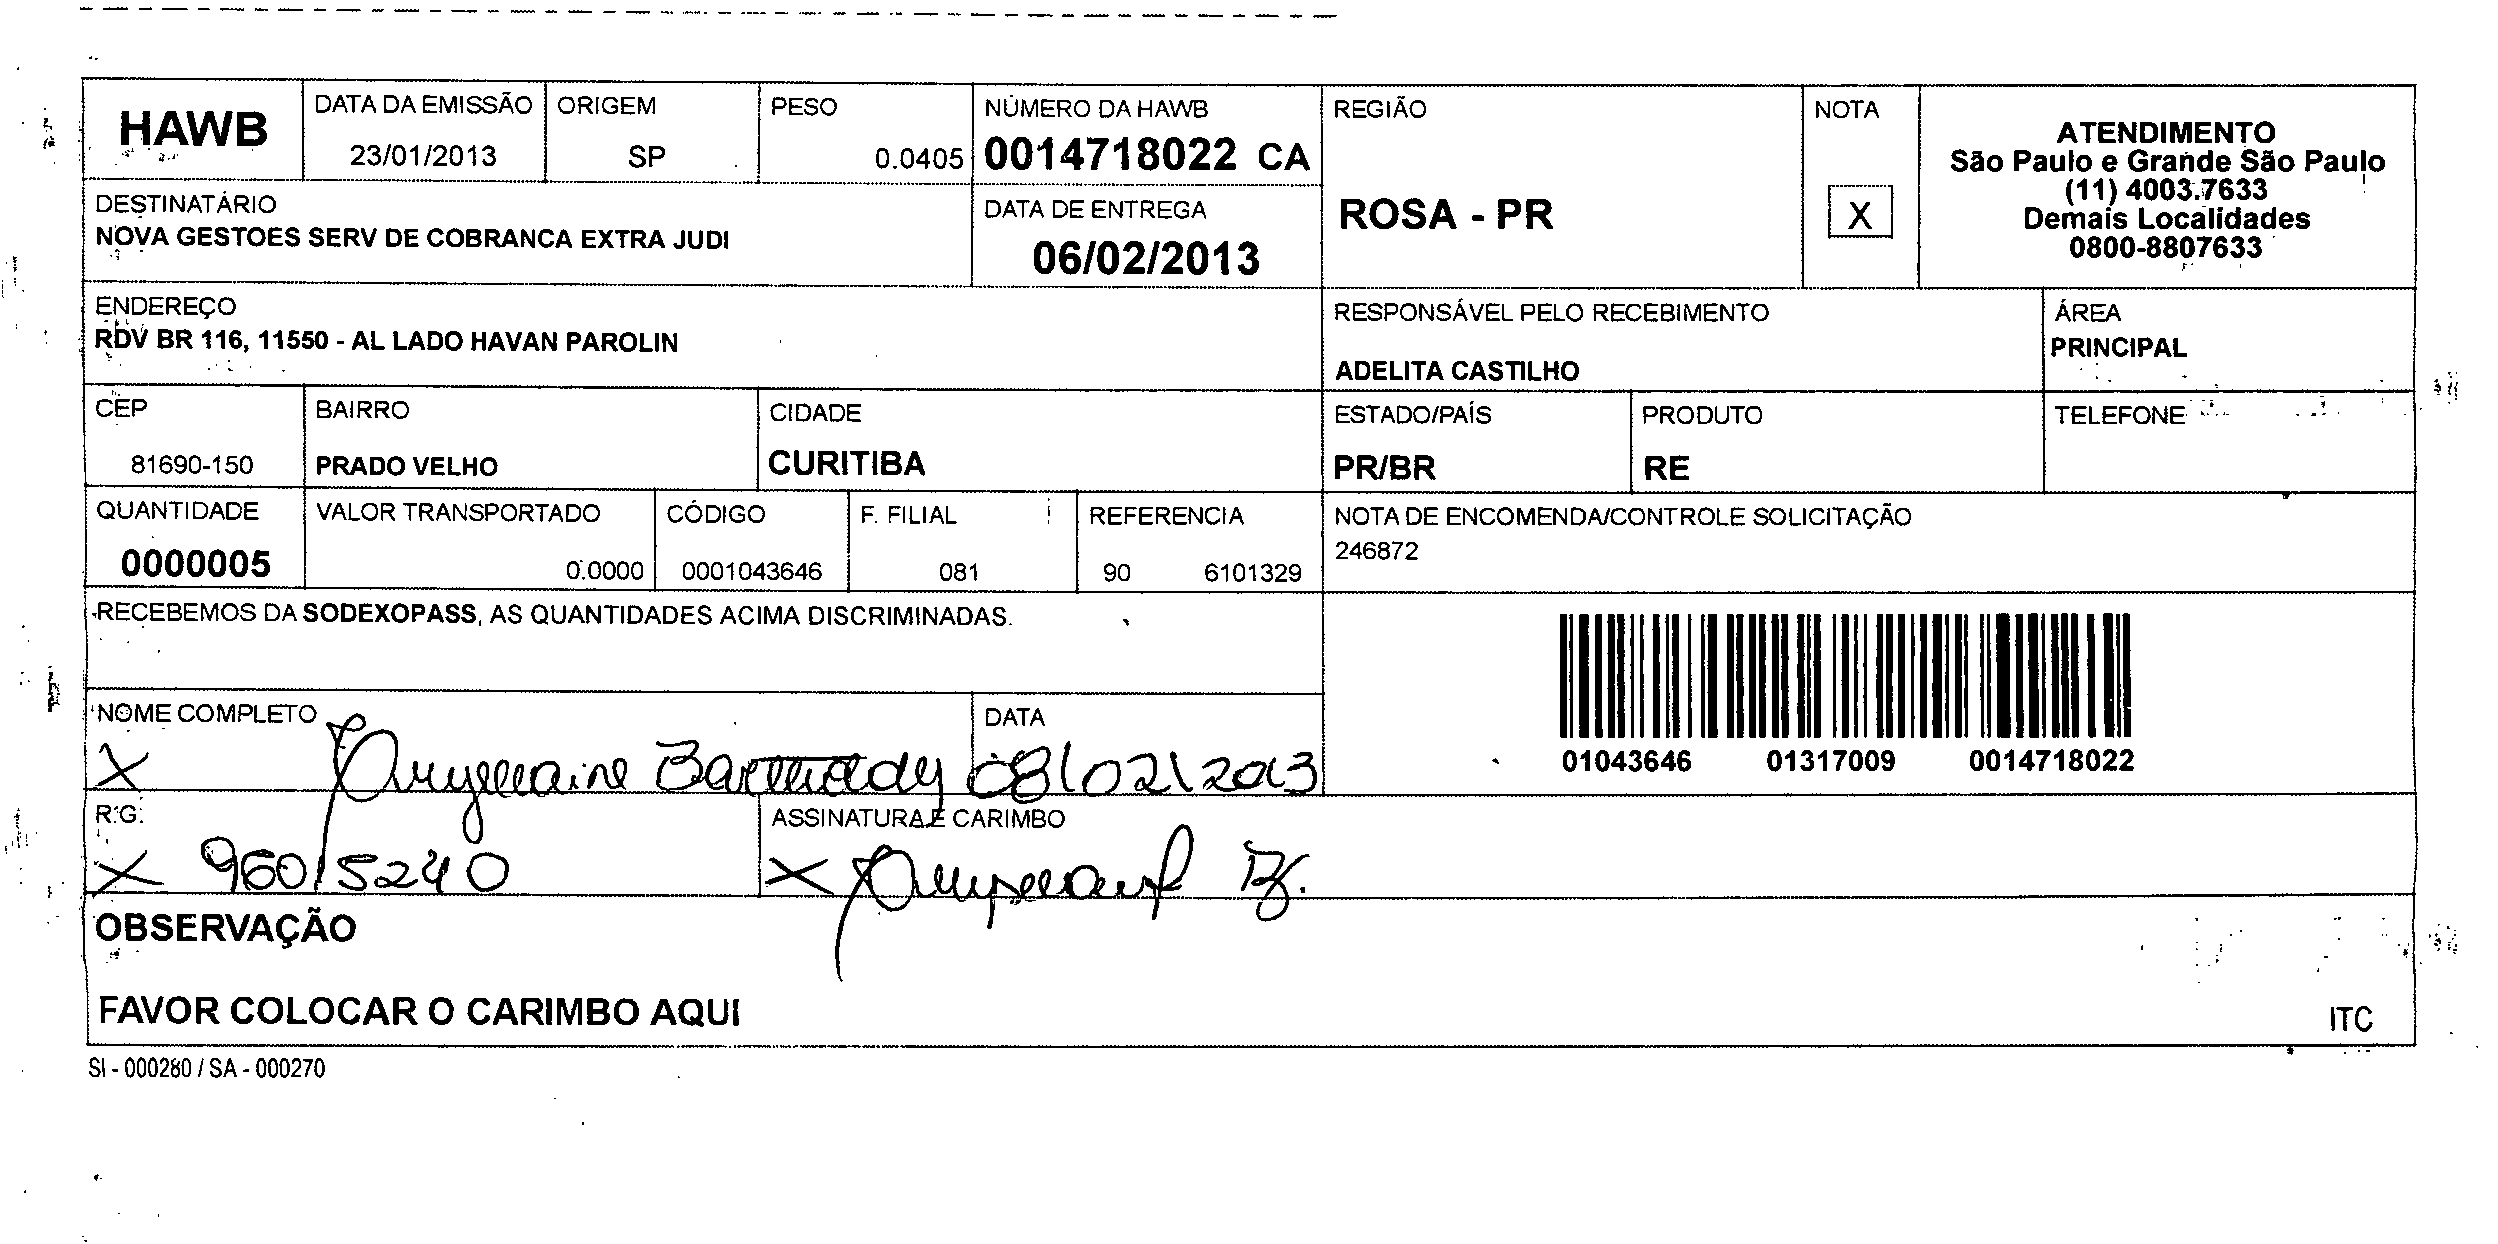 HAWB
DATA DA EMISSÃO
23/01/2013
ORIGEM
SP
PESO
0.0405
NÚMERO DA HAWB
0014718022 CA
REGIÃO
ROSA - PR
NOTA
X
ATENDIMENTO
São Paulo e Grande São Paulo
(11) 4003.7633
Demais Localidades
0800-8807633
DESTINATÁRIO
NOVA GESTOES SERV DE COBRANCA EXTRA JUDI
DATA DE ENTREGA
06/02/2013
ENDEREÇO
RDV BR 116, 11550 - AL LADO HAVAN PAROLIN
RESPONSÁVEL PELO RECEBIMENTO
ADELITA CASTILHO
ÁREA
PRINCIPAL
CEP
81690-150
BAIRRO
PRADO VELHO
CIDADE
CURITIBA
ESTADO/PAÍS
PR/BR
PRODUTO
RE
TELEFONE
QUANTIDADE
0000005
VALOR TRANSPORTADO
0.0000
CÓDIGO
0001043646
F. FILIAL
081
REFERENCIA
90 6101329
NOTA DE ENCOMENDA/CONTROLE SOLICITAÇÃO
246872
RECEBEMOS DA SODEXOPASS, AS QUANTIDADES ACIMA DISCRIMINADAS.
01043646 01317009 0014718022
NOME COMPLETO
X
DATA
08/02/2013
R.G.
X 96015240
ASSINATURA E CARIMBO
X
OBSERVAÇÃO
FAVOR COLOCAR O CARIMBO AQUI
ITC
SI - 000280 / SA - 000270